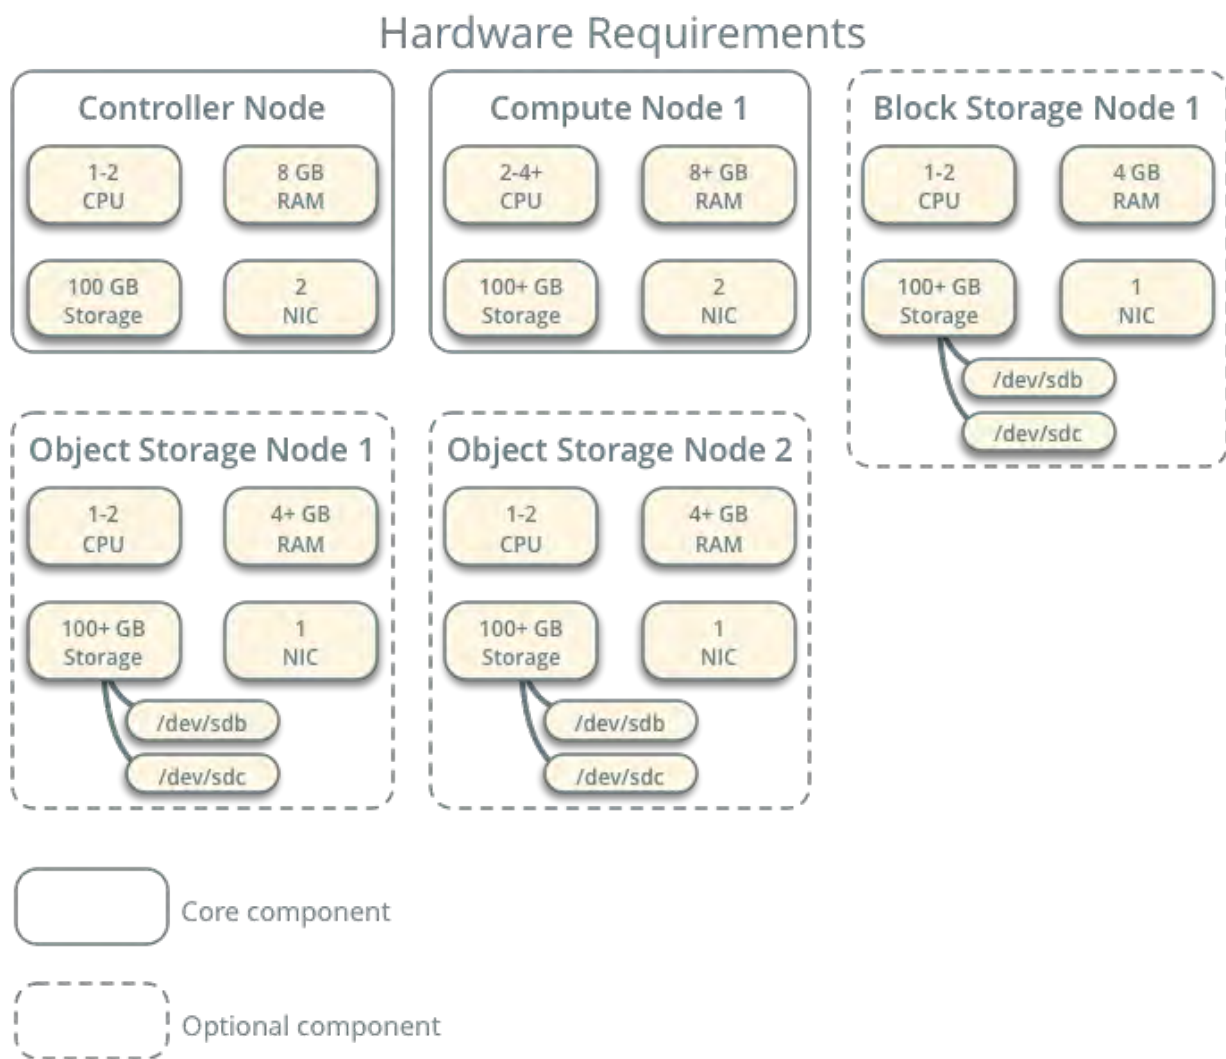 Hardware Requirements
Controller Node
1-2
CPU
8 GB
RAM
100 GB
Storage
2
NIC
Compute Node 1
2-4+
CPU
8+ GB
RAM
100+ GB
Storage
2
NIC
Block Storage Node 1
1-2
CPU
4 GB
RAM
100+ GB
Storage
1
NIC
/dev/sdb
/dev/sdc
Object Storage Node 1
1-2
CPU
4+ GB
RAM
100+ GB
Storage
1
NIC
/dev/sdb
/dev/sdc
Object Storage Node 2
1-2
CPU
4+ GB
RAM
100+ GB
Storage
1
NIC
/dev/sdb
/dev/sdc
Core component
Optional component